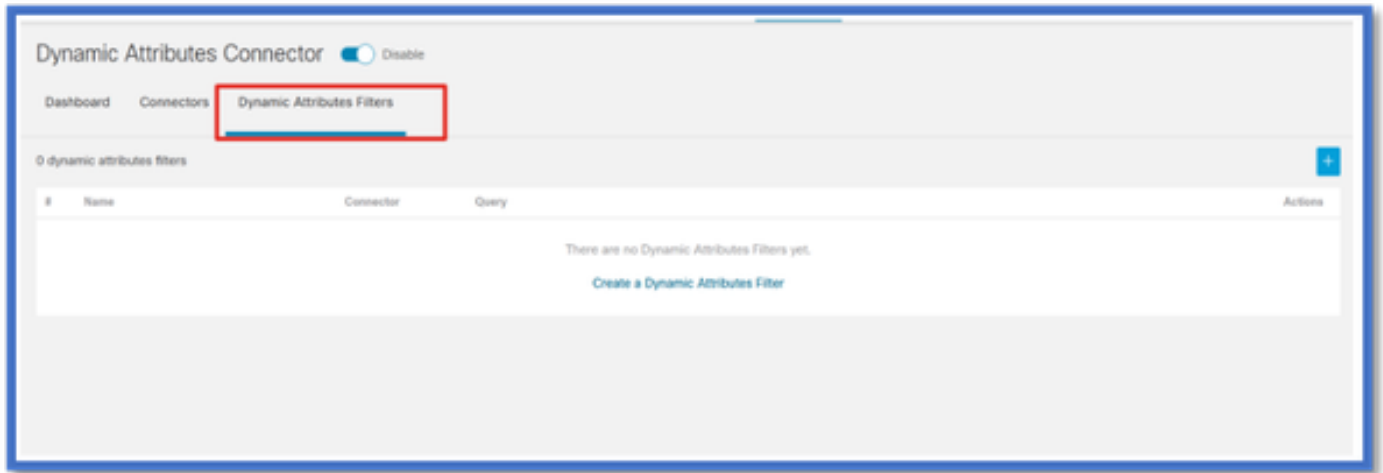 Dynamic Attributes Connector Disable
Dashboard Connectors Dynamic Attributes Filters
0 dynamic attributes filters +
# Name Connector Query Actions
There are no Dynamic Attributes Filters yet.
Create a Dynamic Attributes Filter